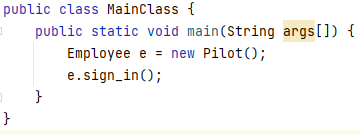 public class MainClass {
    public static void main(String args[]) {
        Employee e = new Pilot();
        e.sign_in();
    }
}